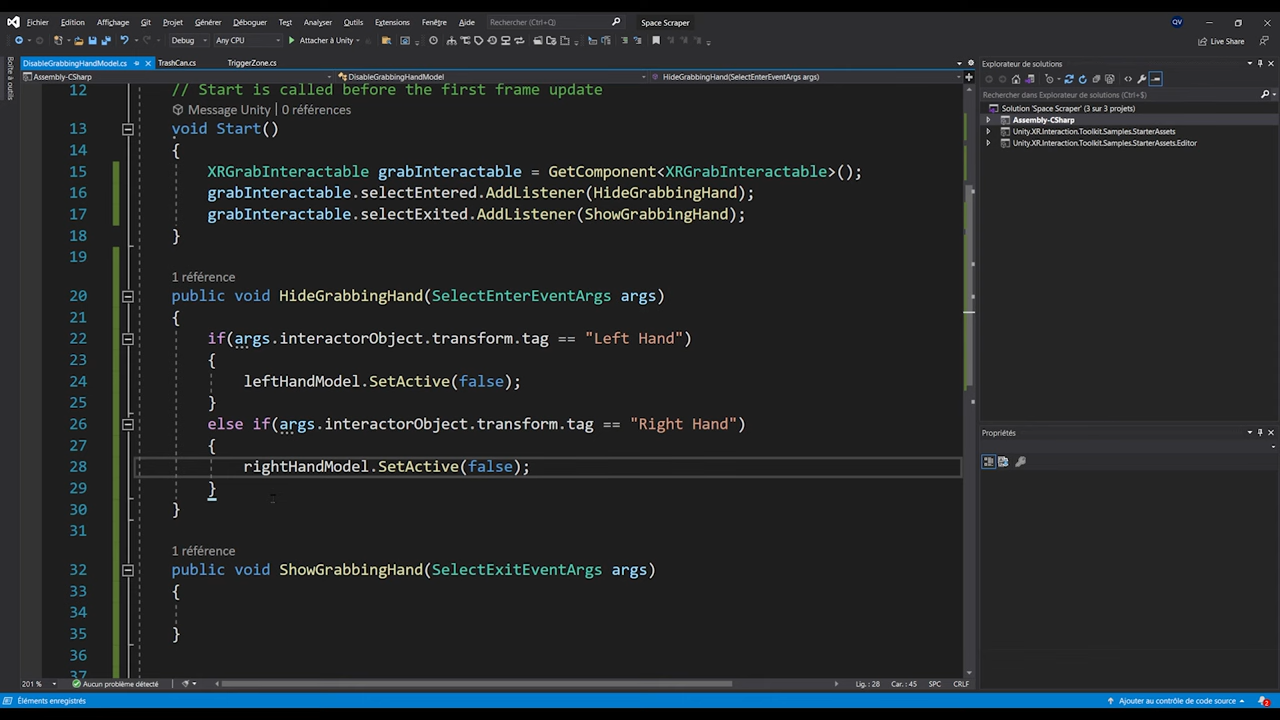 Fichier Edition Affichage Git Projet Générer Déboguer Test Analyser Outils Extensions Fenêtre Aide Rechercher (Ctrl+Q) Space Scraper QV
Debug Any CPU Attacher à Unity Live Share
DisableGrabbingHandModel.cs TrashCan.cs TriggerZone.cs
Boîte à outils
Assembly-CSharp DisableGrabbingHandModel HideGrabbingHand(SelectEnterEventArgs args)
12 // Start is called before the first frame update
Message Unity | 0 références
13 void Start()
14 {
15 XRGrabInteractable grabInteractable = GetComponent<XRGrabInteractable>();
16 grabInteractable.selectEntered.AddListener(HideGrabbingHand);
17 grabInteractable.selectExited.AddListener(ShowGrabbingHand);
18 }
19
1 référence
20 public void HideGrabbingHand(SelectEnterEventArgs args)
21 {
22 if(args.interactorObject.transform.tag == "Left Hand")
23 {
24 leftHandModel.SetActive(false);
25 }
26 else if(args.interactorObject.transform.tag == "Right Hand")
27 {
28 rightHandModel.SetActive(false);
29 }
30 }
31
1 référence
32 public void ShowGrabbingHand(SelectExitEventArgs args)
33 {
34
35 }
36
37
201 % Aucun problème détecté Lig.: 28 Car.: 45 SPC CRLF
Explorateur de solutions
Rechercher dans Explorateur de solutions (Ctrl+$)
Solution 'Space Scraper' (3 sur 3 projets)
Assembly-CSharp
Unity.XR.Interaction.Toolkit.Samples.StarterAssets
Unity.XR.Interaction.Toolkit.Samples.StarterAssets.Editor
Propriétés
Éléments enregistrés Ajouter au contrôle de code source 2